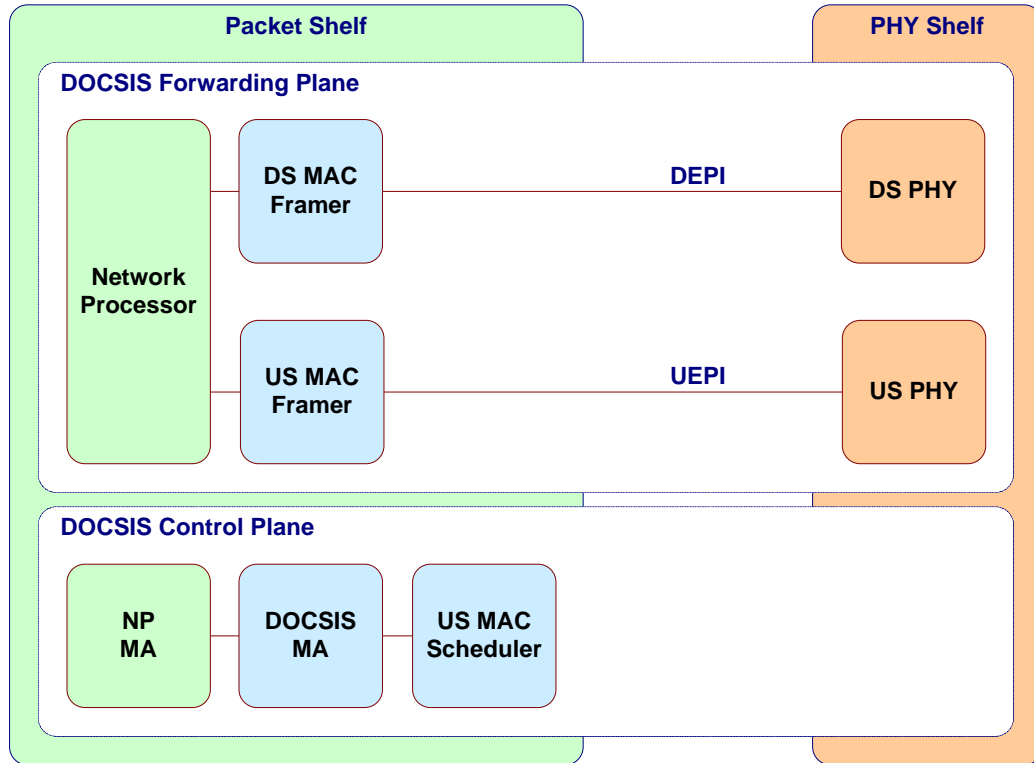 Packet Shelf
PHY Shelf
DOCSIS Forwarding Plane
Network
Processor
DS MAC
Framer
DEPI
DS PHY
US MAC
Framer
UEPI
US PHY
DOCSIS Control Plane
NP
MA
DOCSIS
MA
US MAC
Scheduler